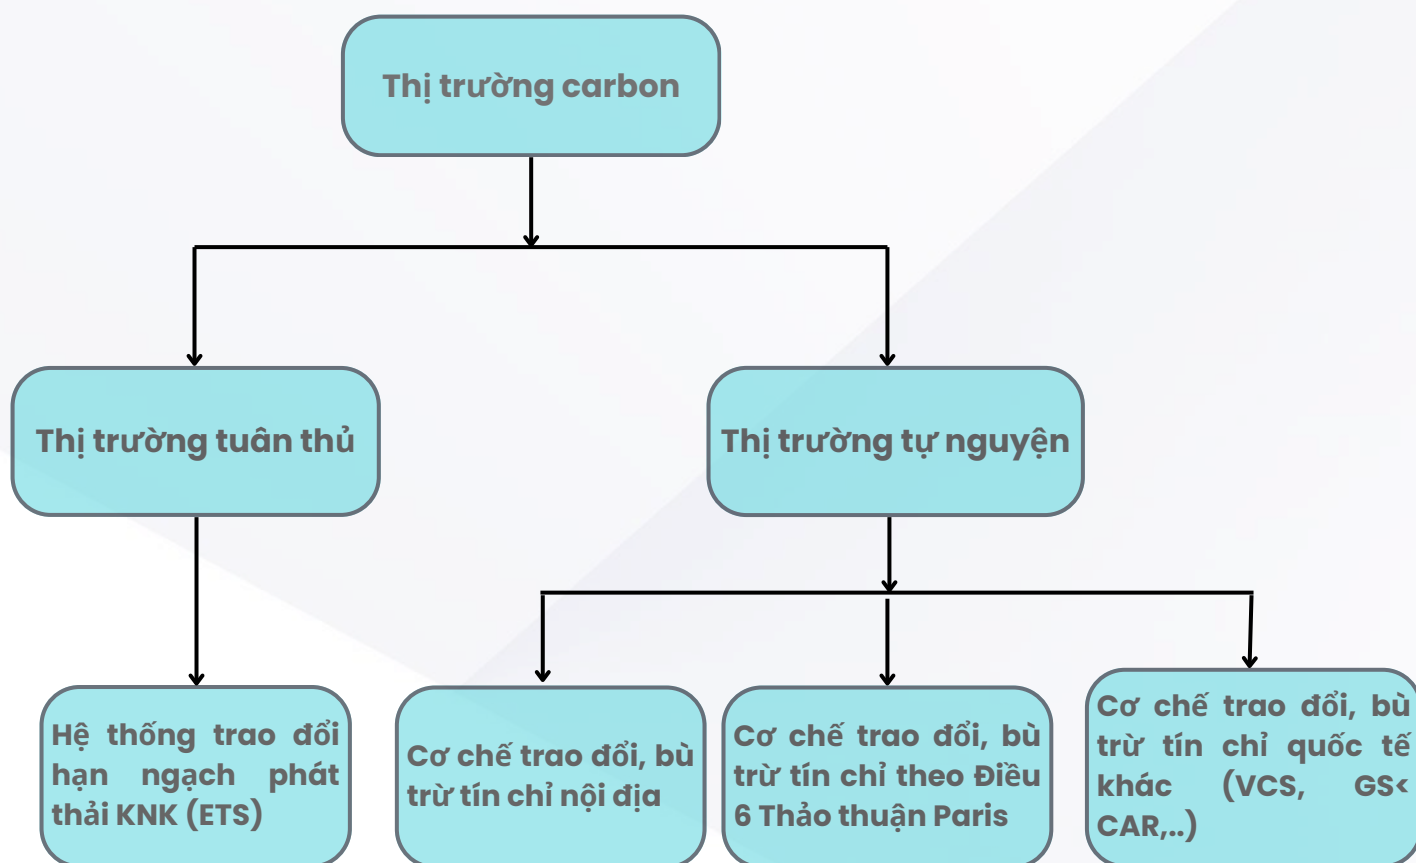 Thị trường carbon
Thị trường tuân thủ
Thị trường tự nguyện
Hệ thống trao đổi
hạn ngạch phát
thải KNK (ETS)
Cơ chế trao đổi, bù
trừ tín chỉ nội địa
Cơ chế trao đổi, bù
trừ tín chỉ theo Điều
6 Thảo thuận Paris
Cơ chế trao đổi, bù
trừ tín chỉ quốc tế
khác (VCS, GS<
CAR,..)